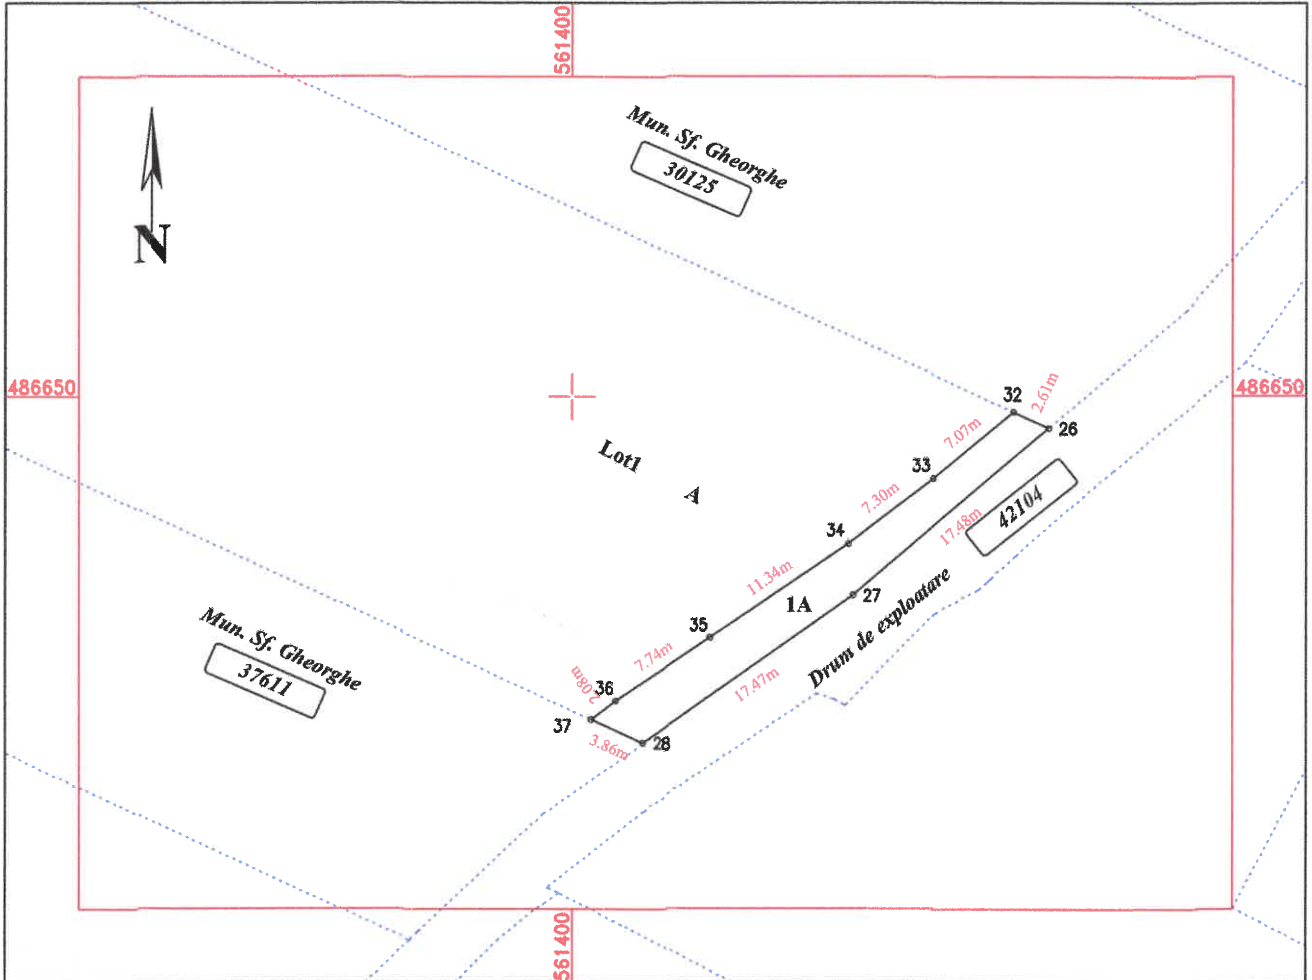 561400
Mun. Sf. Gheorghe
30125
N
486650
486650
32
2.61m
26
7.07m
33
Lot1
A
7.30m
42104
17.48m
34
11.34m
27
1A
Drum de exploatare
35
7.74m
Mun. Sf. Gheorghe
37611
2.08m
36
17.47m
37
3.86m
28
561400